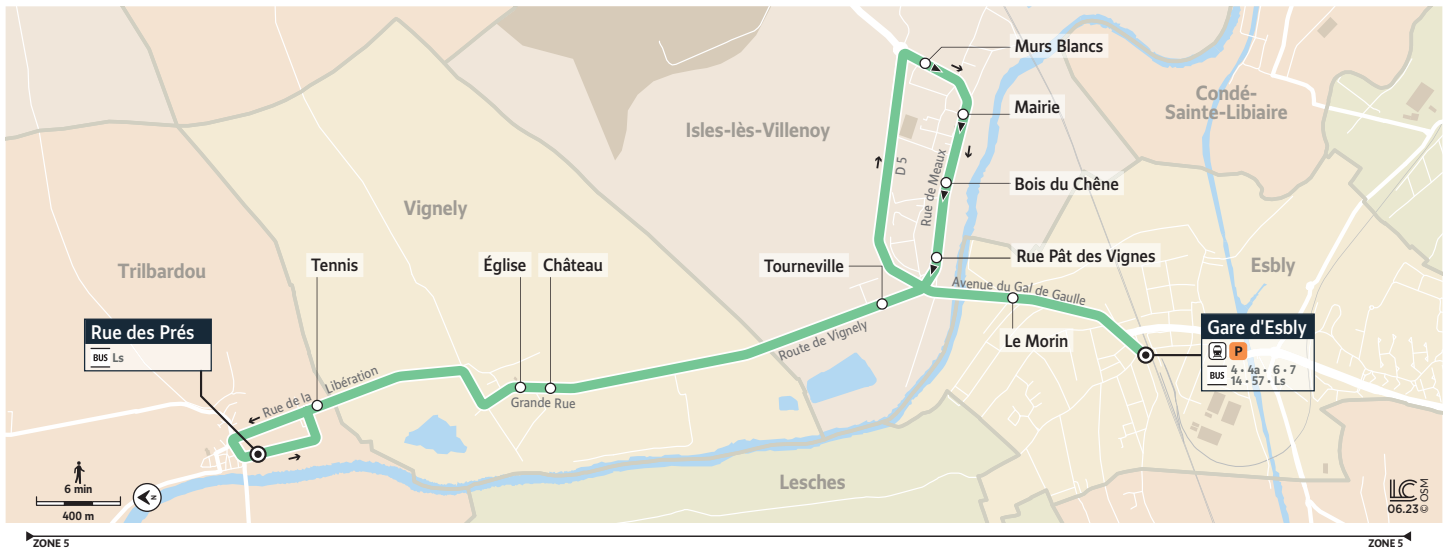 Murs Blancs
Mairie
Condé-
Sainte-Libiaire
Isles-lès-Villenoy
D 5
Rue de Meaux
Bois du Chêne
Vignely
Trilbardou
Tennis
Église
Château
Tourneville
Rue Pât des Vignes
Esbly
Avenue du Gal de Gaulle
Rue des Prés
BUS Ls
Gare d'Esbly
P
BUS 4 • 4a • 6 • 7
14 • 57 • Ls
Le Morin
Route de Vignely
Rue de la Libération
Grande Rue
Lesches
6 min
400 m
N
LC
06.23 © OSM
ZONE 5
ZONE 5